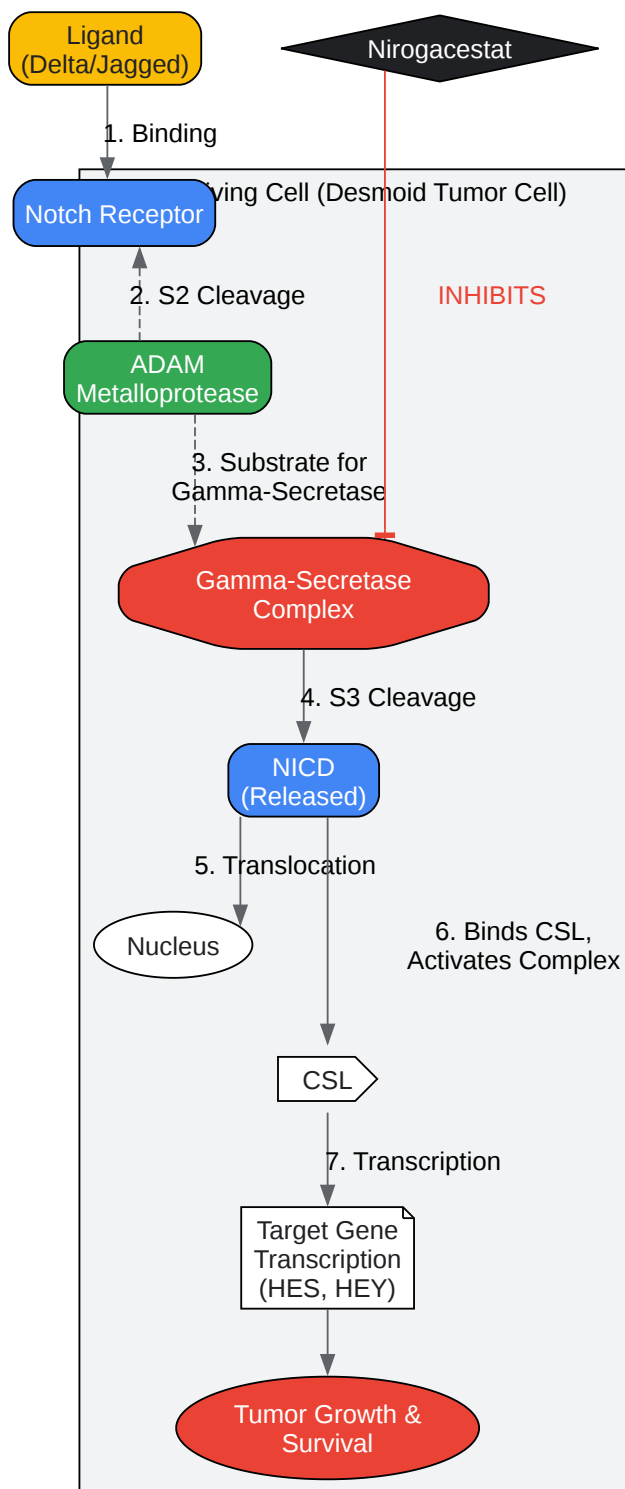 Ligand
(Delta/Jagged)
Nirogacestat
1. Binding
iving Cell (Desmoid Tumor Cell)
Notch Receptor
2. S2 Cleavage
INHIBITS
ADAM
Metalloprotease
3. Substrate for
Gamma-Secretase
Gamma-Secretase
Complex
4. S3 Cleavage
NICD
(Released)
5. Translocation
6. Binds CSL,
Activates Complex
Nucleus
CSL
7. Transcription
Target Gene
Transcription
(HES, HEY)
Tumor Growth &
Survival